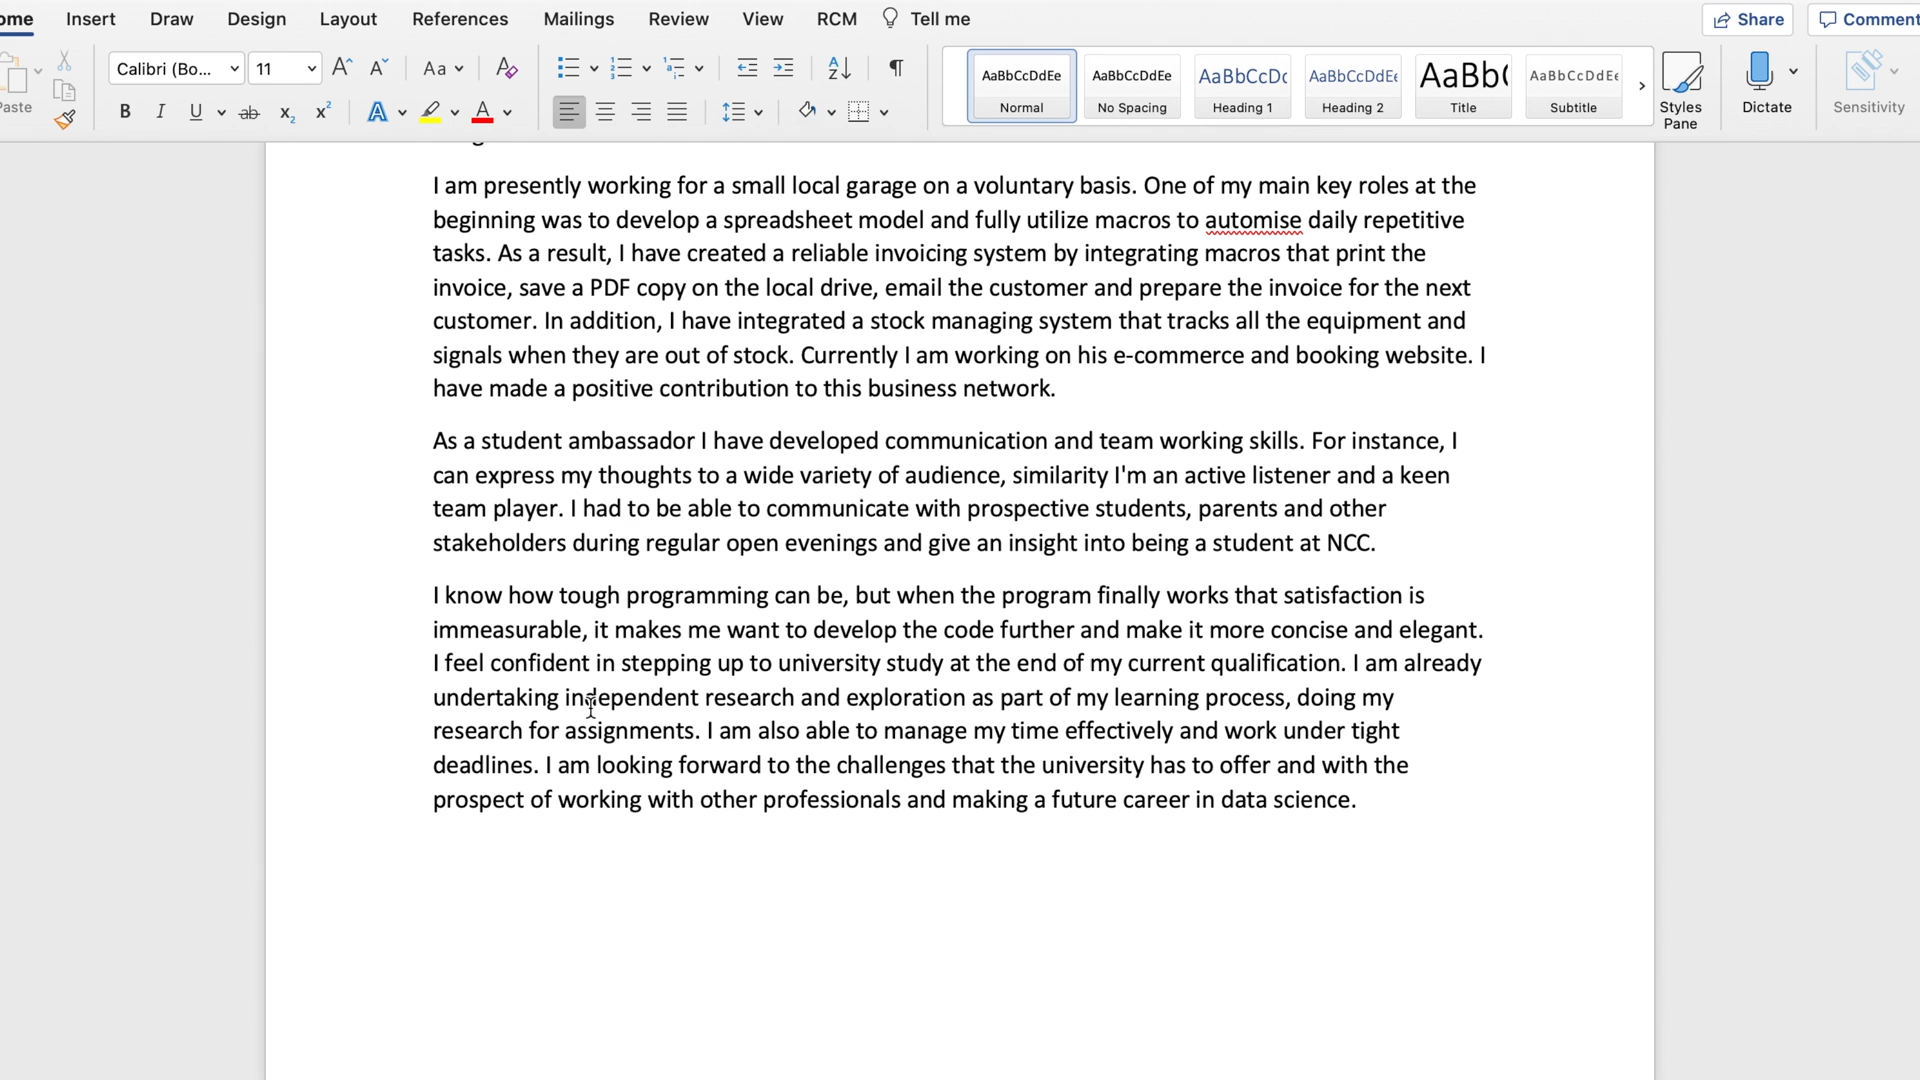 ome Insert Draw Design Layout References Mailings Review View RCM Tell me Share Comment
Paste Calibri (Bo... 11 Aa
AaBbCcDdEe AaBbCcDdEe AaBbCcDc AaBbCcDdEe AaBb( AaBbCcDdEe
Normal No Spacing Heading 1 Heading 2 Title Subtitle
Styles
Pane
Dictate Sensitivity
I am presently working for a small local garage on a voluntary basis. One of my main key roles at the
beginning was to develop a spreadsheet model and fully utilize macros to automise daily repetitive
tasks. As a result, I have created a reliable invoicing system by integrating macros that print the
invoice, save a PDF copy on the local drive, email the customer and prepare the invoice for the next
customer. In addition, I have integrated a stock managing system that tracks all the equipment and
signals when they are out of stock. Currently I am working on his e-commerce and booking website. I
have made a positive contribution to this business network.
As a student ambassador I have developed communication and team working skills. For instance, I
can express my thoughts to a wide variety of audience, similarity I'm an active listener and a keen
team player. I had to be able to communicate with prospective students, parents and other
stakeholders during regular open evenings and give an insight into being a student at NCC.
I know how tough programming can be, but when the program finally works that satisfaction is
immeasurable, it makes me want to develop the code further and make it more concise and elegant.
I feel confident in stepping up to university study at the end of my current qualification. I am already
undertaking independent research and exploration as part of my learning process, doing my
research for assignments. I am also able to manage my time effectively and work under tight
deadlines. I am looking forward to the challenges that the university has to offer and with the
prospect of working with other professionals and making a future career in data science.